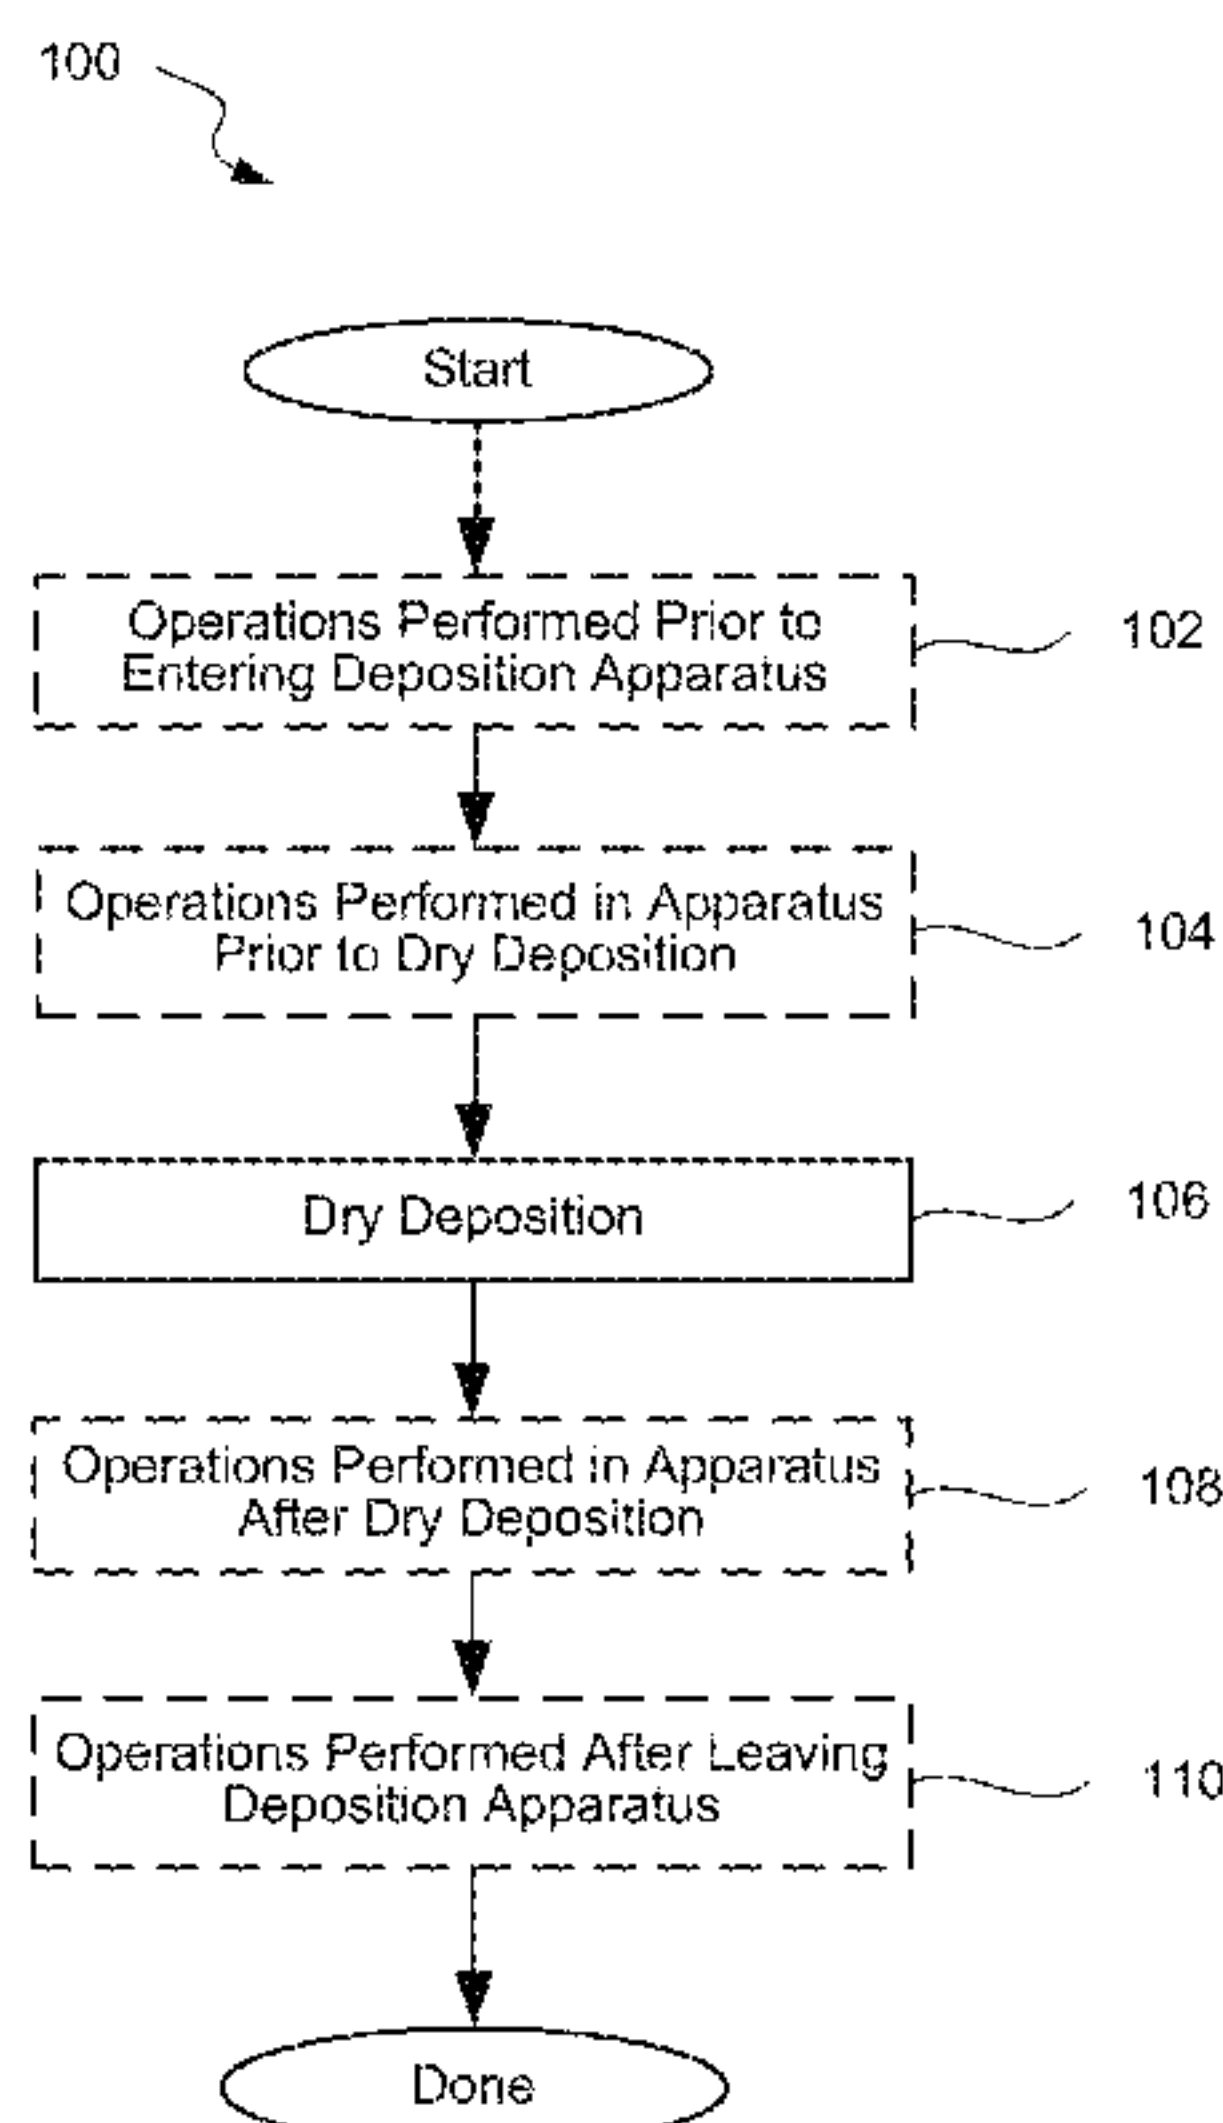 100
Start
Operations Performed Prior to
Entering Deposition Apparatus
102
Operations Performed in Apparatus
Prior to Dry Deposition
104
Dry Deposition
106
Operations Performed in Apparatus
After Dry Deposition
108
Operations Performed After Leaving
Deposition Apparatus
110
Done